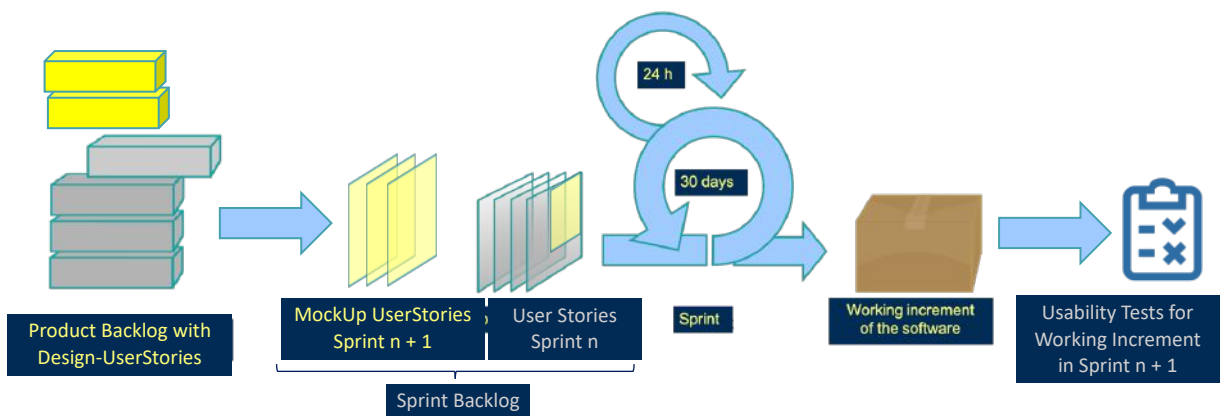 24 h
30 days
Product Backlog with
Design-UserStories
MockUp UserStories
Sprint n + 1
User Stories
Sprint n
Sprint Backlog
Sprint
Working increment
of the software
Usability Tests for
Working Increment
in Sprint n + 1